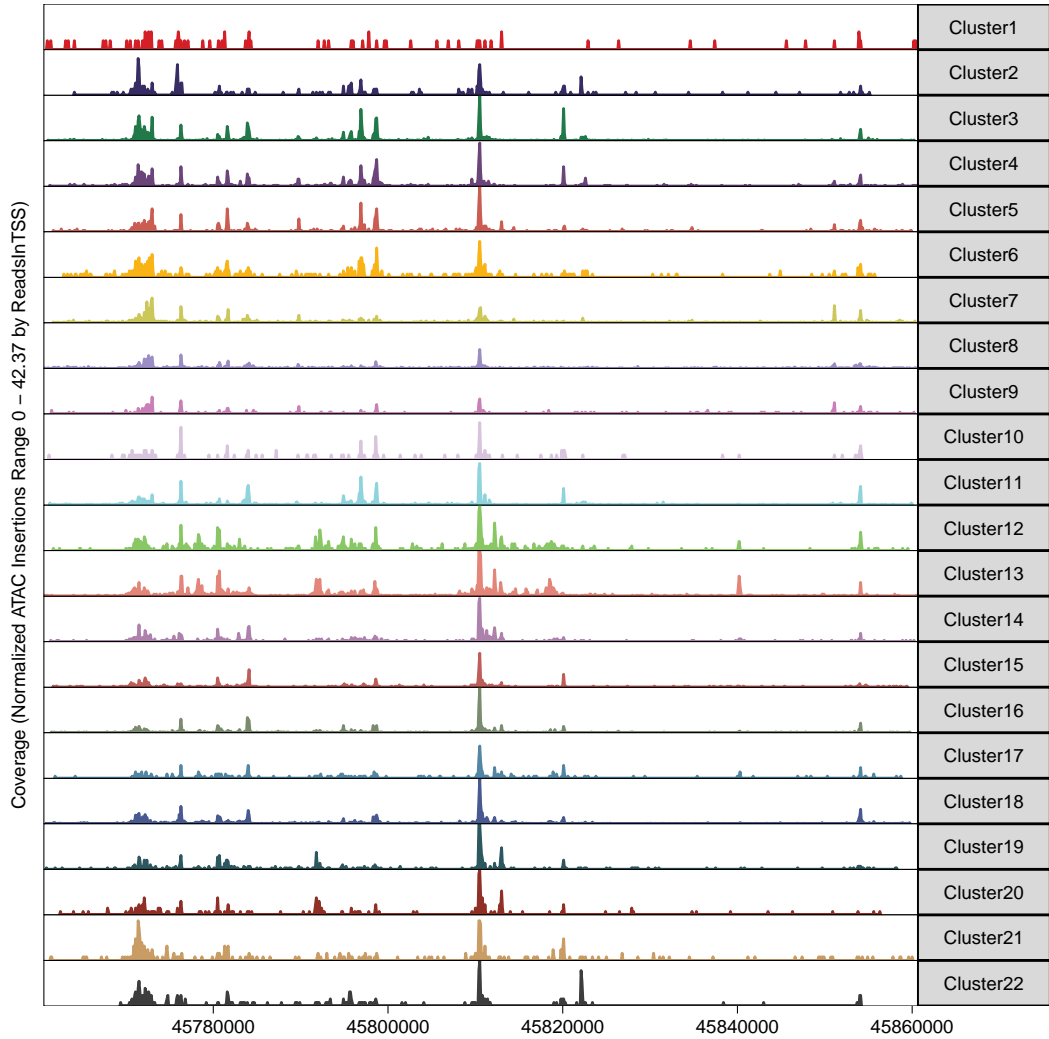 Coverage (Normalized ATAC Insertions Range 0 – 42.37 by ReadsInTSS)
Cluster1
Cluster2
Cluster3
Cluster4
Cluster5
Cluster6
Cluster7
Cluster8
Cluster9
Cluster10
Cluster11
Cluster12
Cluster13
Cluster14
Cluster15
Cluster16
Cluster17
Cluster18
Cluster19
Cluster20
Cluster21
Cluster22
45780000 45800000 45820000 45840000 45860000